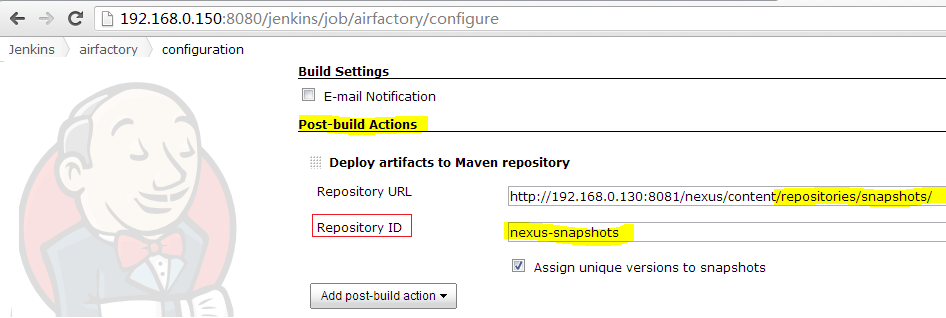 192.168.0.150:8080/jenkins/job/airfactory/configure
Jenkins airfactory configuration
Build Settings
E-mail Notification
Post-build Actions
Deploy artifacts to Maven repository
Repository URL http://192.168.0.130:8081/nexus/content/repositories/snapshots/
Repository ID nexus-snapshots
Assign unique versions to snapshots
Add post-build action